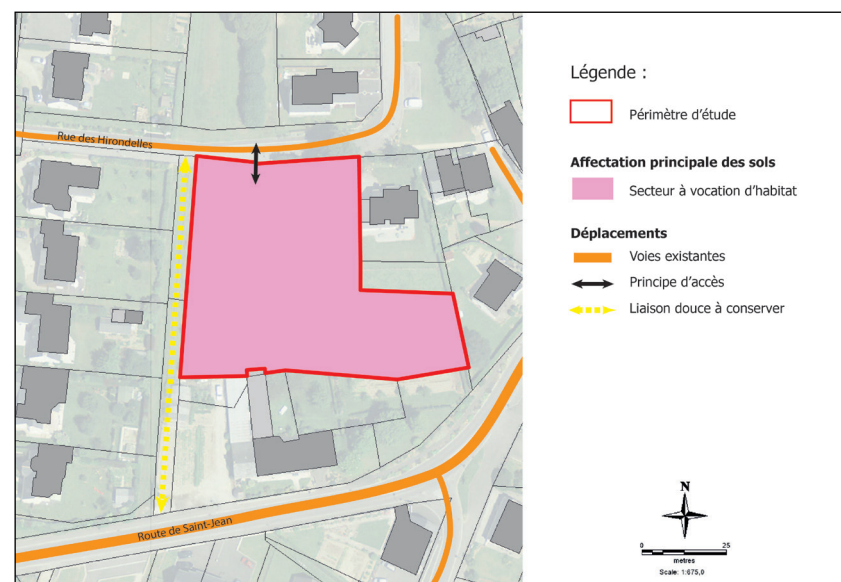 Rue des Hirondelles
Route de Saint-Jean
Légende :
Périmètre d'étude
Affectation principale des sols
Secteur à vocation d'habitat
Déplacements
Voies existantes
Principe d'accès
Liaison douce à conserver
N
0 25
metres
Scale: 1:675,0